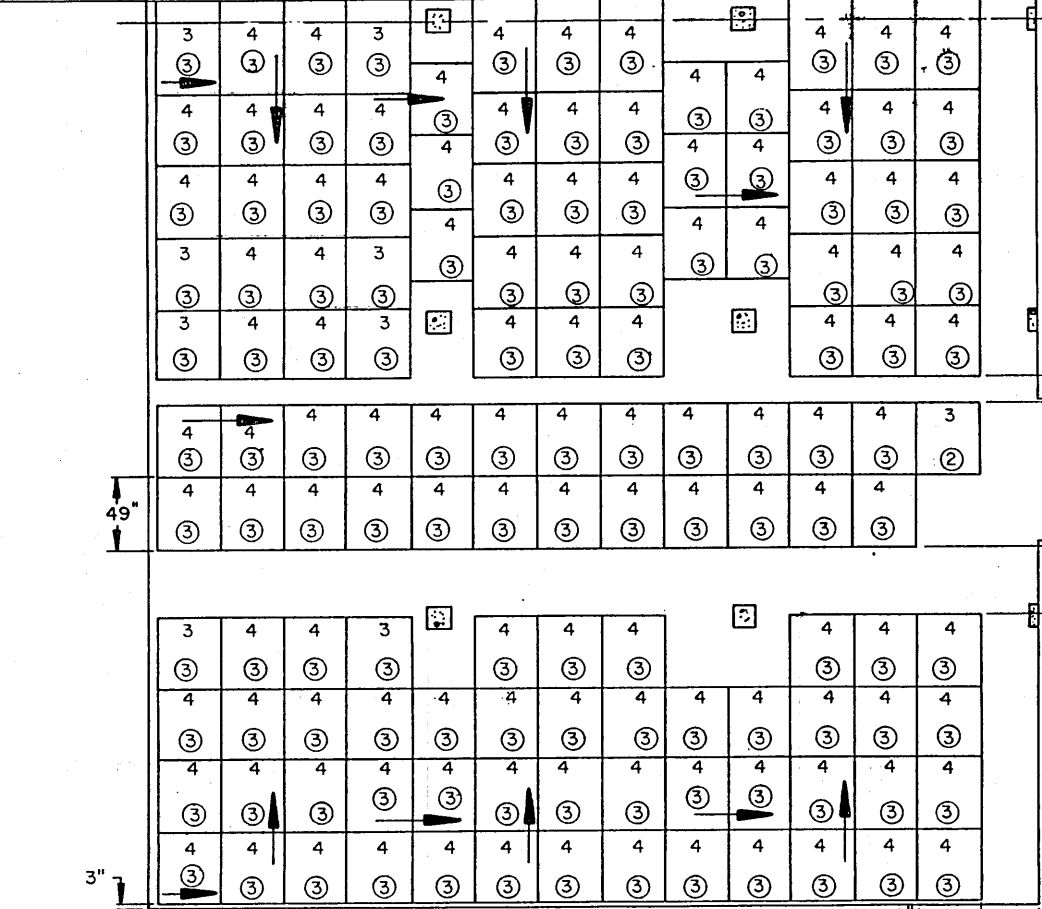 3 4 4 3 4 4 4 4 4 4
③ ③ ③ ③ ③ ③ ③ ③ ③ ③
4 4 4
③ ③ ③
4 4 4 4 4 4 4 4 4 4
③ ③ ③ ③ ③ ③ ③ ③ ③ ③
4 4 4
③ ③ ③
4 4 4 4 4 4 4 4 4 4
③ ③ ③ ③ ③ ③ ③ ③ ③ ③
4 4 4
③ ③ ③
3 4 4 3 4 4 4 4 4 4
③ ③ ③ ③ ③ ③ ③ ③ ③ ③
3 4 4 3 4 4 4 4 4 4
③ ③ ③ ③ ③ ③ ③ ③ ③ ③
4 4 4 4 4 4 4 4 4 4 4 4 3
③ ③ ③ ③ ③ ③ ③ ③ ③ ③ ③ ③ ②
4 4 4 4 4 4 4 4 4 4 4 4
49"
③ ③ ③ ③ ③ ③ ③ ③ ③ ③ ③ ③
3 4 4 3 4 4 4 4 4 4
③ ③ ③ ③ ③ ③ ③ ③ ③ ③
4 4 4 4 4 4 4 4 4 4 4 4 4
③ ③ ③ ③ ③ ③ ③ ③ ③ ③ ③ ③ ③
4 4 4 4 4 4 4 4 4 4 4 4 4
③ ③ ③ ③ ③ ③ ③ ③ ③ ③ ③ ③ ③
4 4 4 4 4 4 4 4 4 4 4 4 4
③ ③ ③ ③ ③ ③ ③ ③ ③ ③ ③ ③ ③
3"